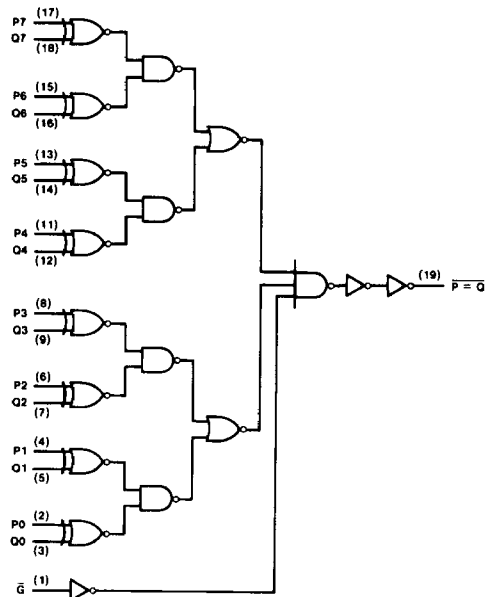 (17)
P7
Q7
(18)
(15)
P6
Q6
(16)
(13)
P5
Q5
(14)
(11)
P4
Q4
(12)
(19)
P = Q
(8)
P3
Q3
(9)
(6)
P2
Q2
(7)
(4)
P1
Q1
(5)
(2)
P0
Q0
(3)
(1)
G̅